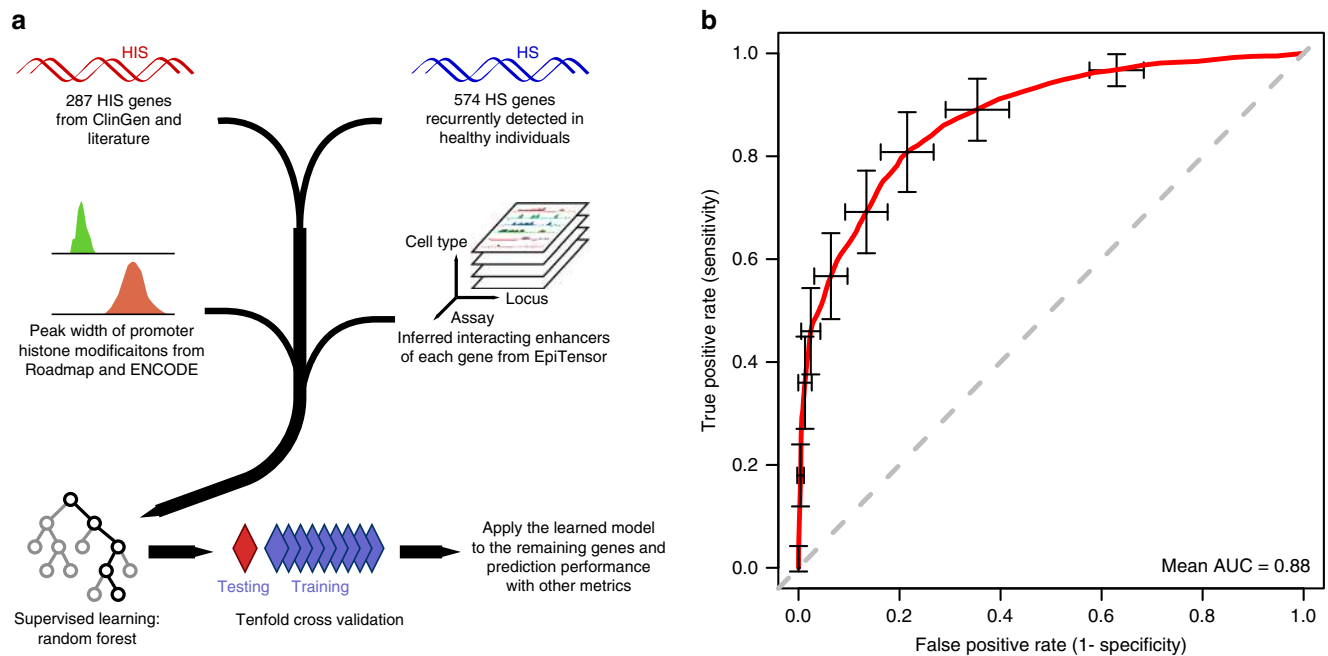 a
HIS
287 HIS genes
from ClinGen and
literature
HS
574 HS genes
recurrently detected in
healthy individuals
Peak width of promoter
histone modificaitons from
Roadmap and ENCODE
Cell type
Locus
Assay
Inferred interacting enhancers
of each gene from EpiTensor
Supervised learning:
random forest
Testing
Training
Tenfold cross validation
Apply the learned model
to the remaining genes and
prediction performance
with other metrics
b
True positive rate (sensitivity)
1.0
0.8
0.6
0.4
0.2
0.0
Mean AUC = 0.88
0.0
0.2
0.4
0.6
0.8
1.0
False positive rate (1- specificity)